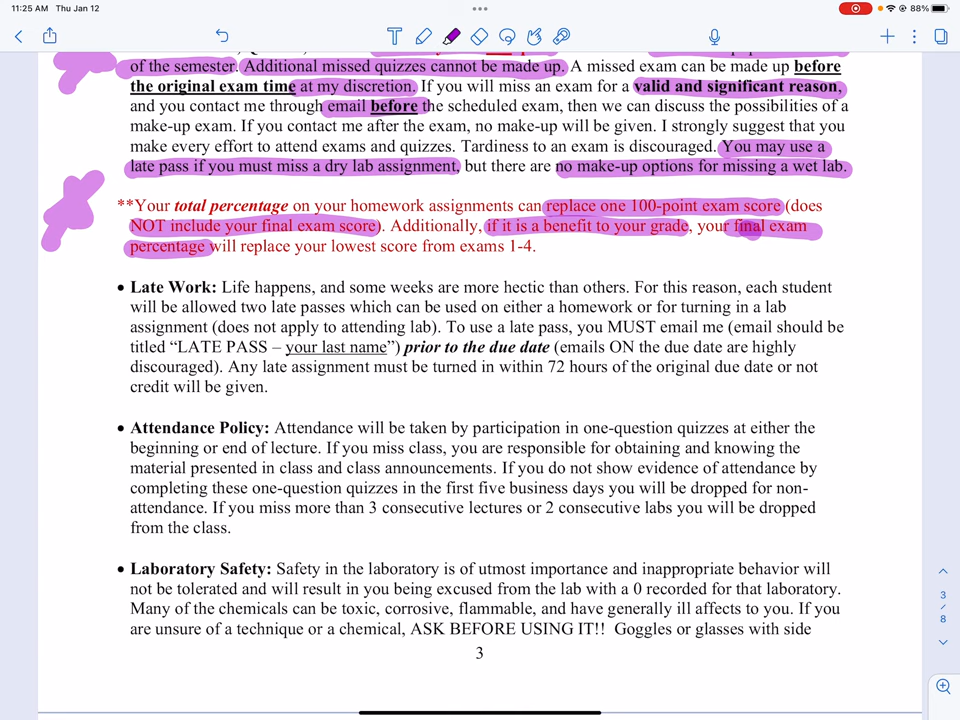 11:25 AM Thu Jan 12
88%
of the semester. Additional missed quizzes cannot be made up. A missed exam can be made up before
the original exam time at my discretion. If you will miss an exam for a valid and significant reason,
and you contact me through email before the scheduled exam, then we can discuss the possibilities of a
make-up exam. If you contact me after the exam, no make-up will be given. I strongly suggest that you
make every effort to attend exams and quizzes. Tardiness to an exam is discouraged. You may use a
late pass if you must miss a dry lab assignment, but there are no make-up options for missing a wet lab.
**Your total percentage on your homework assignments can replace one 100-point exam score (does
NOT include your final exam score). Additionally, if it is a benefit to your grade, your final exam
percentage will replace your lowest score from exams 1-4.
• Late Work: Life happens, and some weeks are more hectic than others. For this reason, each student
will be allowed two late passes which can be used on either a homework or for turning in a lab
assignment (does not apply to attending lab). To use a late pass, you MUST email me (email should be
titled “LATE PASS – your last name”) prior to the due date (emails ON the due date are highly
discouraged). Any late assignment must be turned in within 72 hours of the original due date or not
credit will be given.
• Attendance Policy: Attendance will be taken by participation in one-question quizzes at either the
beginning or end of lecture. If you miss class, you are responsible for obtaining and knowing the
material presented in class and class announcements. If you do not show evidence of attendance by
completing these one-question quizzes in the first five business days you will be dropped for non-
attendance. If you miss more than 3 consecutive lectures or 2 consecutive labs you will be dropped
from the class.
• Laboratory Safety: Safety in the laboratory is of utmost importance and inappropriate behavior will
not be tolerated and will result in you being excused from the lab with a 0 recorded for that laboratory.
Many of the chemicals can be toxic, corrosive, flammable, and have generally ill affects to you. If you
are unsure of a technique or a chemical, ASK BEFORE USING IT!! Goggles or glasses with side
3
3
/
8